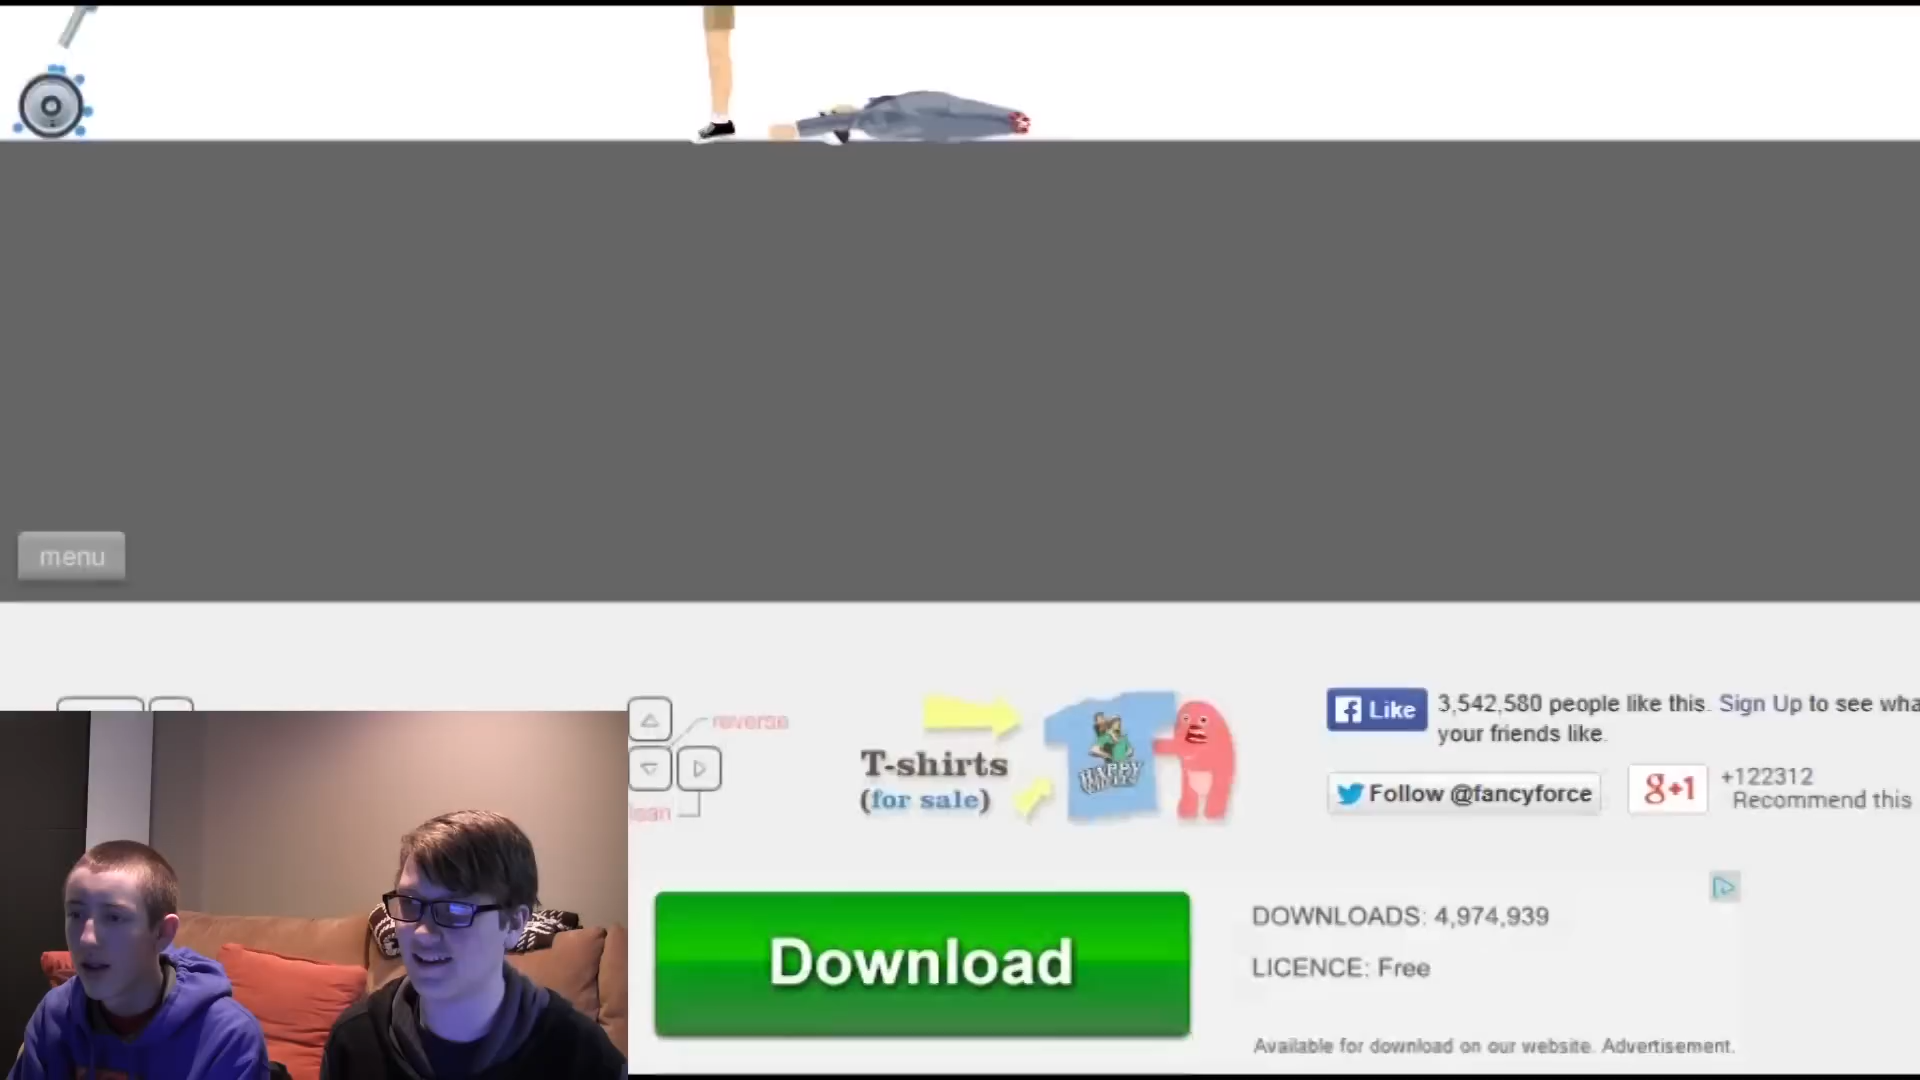 menu
reverse
lean
T-shirts
(for sale)
HAPPY
WHEELS
Like
3,542,580 people like this. Sign Up to see wha
your friends like.
Follow @fancyforce
g+1
+122312
Recommend this
Download
DOWNLOADS: 4,974,939
LICENCE: Free
Available for download on our website. Advertisement.